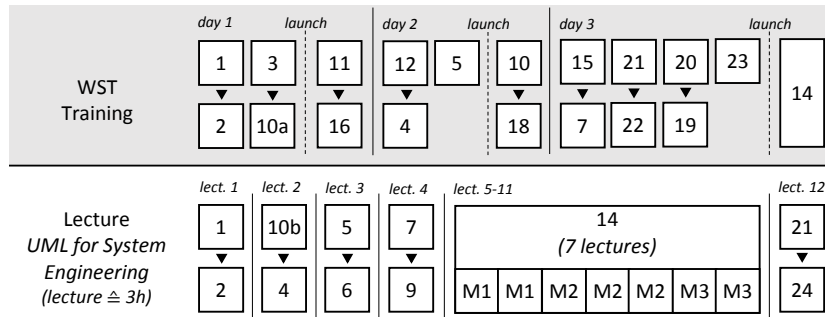 day 1 launch day 2 launch day 3 launch
1 3 11 12 5 10 15 21 20 23 14
WST
Training
2 10a 16 4 18 7 22 19
lect. 1 lect. 2 lect. 3 lect. 4 lect. 5-11 lect. 12
Lecture
UML for System
Engineering
(lecture ≙ 3h)
1 10b 5 7 14 21
(7 lectures)
2 4 6 9 M1 M1 M2 M2 M2 M3 M3 24